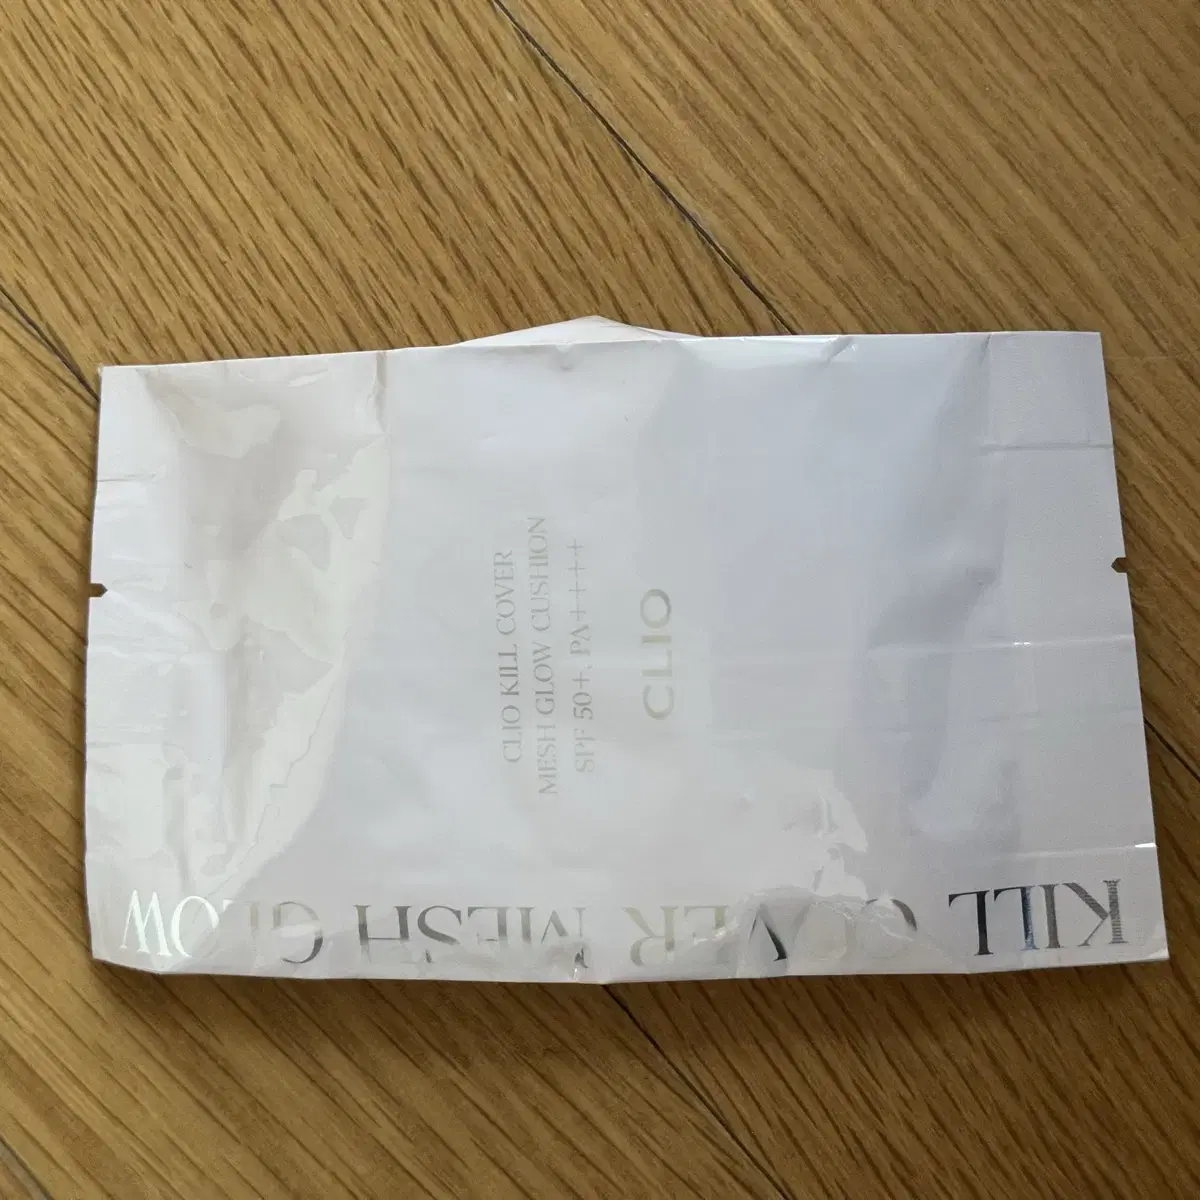 CLIO KILL COVER
MESH GLOW CUSHION
SPF 50+, PA++++
CLIO
KILL COVER MESH GLOW